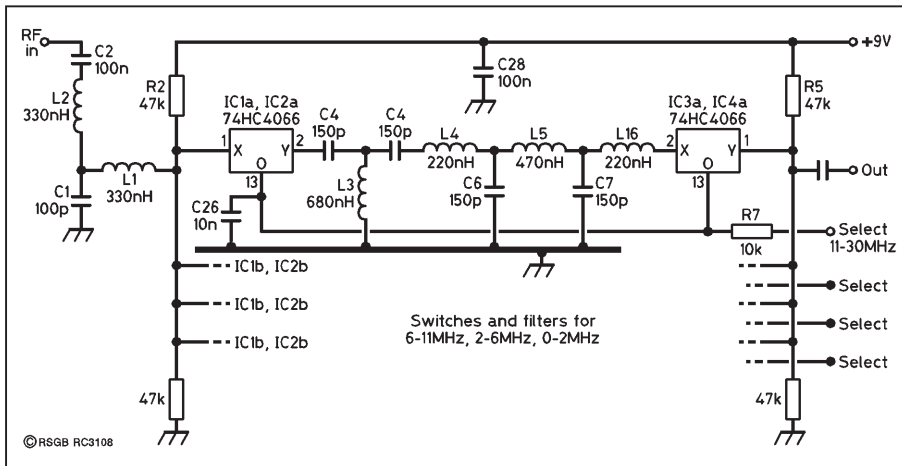 RF
in
C2
100n
L2
330nH
C1
100p
L1
330nH
R2
47k
IC1a, IC2a
74HC4066
1
X
Y
2
O
13
C26
10n
C4
150p
L3
680nH
C4
150p
C28
100n
L4
220nH
C6
150p
L5
470nH
C7
150p
L16
220nH
IC3a, IC4a
74HC4066
2
X
Y
1
O
13
+9V
R5
47k
Out
R7
10k
Select
11-30MHz
IC1b, IC2b
IC1b, IC2b
IC1b, IC2b
Switches and filters for
6-11MHz, 2-6MHz, 0-2MHz
Select
Select
Select
47k
47k
©RSGB RC3108